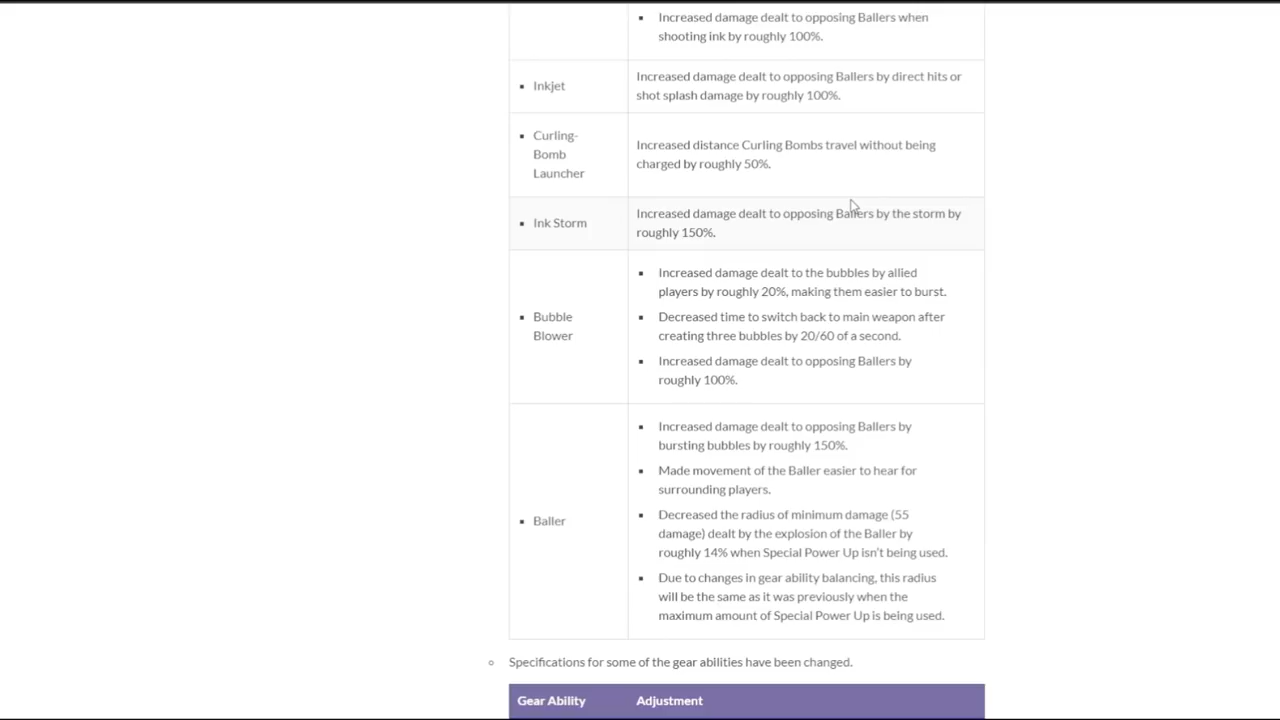 Increased damage dealt to opposing Ballers when
shooting ink by roughly 100%.
Inkjet
Increased damage dealt to opposing Ballers by direct hits or
shot splash damage by roughly 100%.
Curling-
Bomb
Launcher
Increased distance Curling Bombs travel without being
charged by roughly 50%.
Ink Storm
Increased damage dealt to opposing Ballers by the storm by
roughly 150%.
Bubble
Blower
Increased damage dealt to the bubbles by allied
players by roughly 20%, making them easier to burst.
Decreased time to switch back to main weapon after
creating three bubbles by 20/60 of a second.
Increased damage dealt to opposing Ballers by
roughly 100%.
Baller
Increased damage dealt to opposing Ballers by
bursting bubbles by roughly 150%.
Made movement of the Baller easier to hear for
surrounding players.
Decreased the radius of minimum damage (55
damage) dealt by the explosion of the Baller by
roughly 14% when Special Power Up isn't being used.
Due to changes in gear ability balancing, this radius
will be the same as it was previously when the
maximum amount of Special Power Up is being used.
Specifications for some of the gear abilities have been changed.
Gear Ability
Adjustment